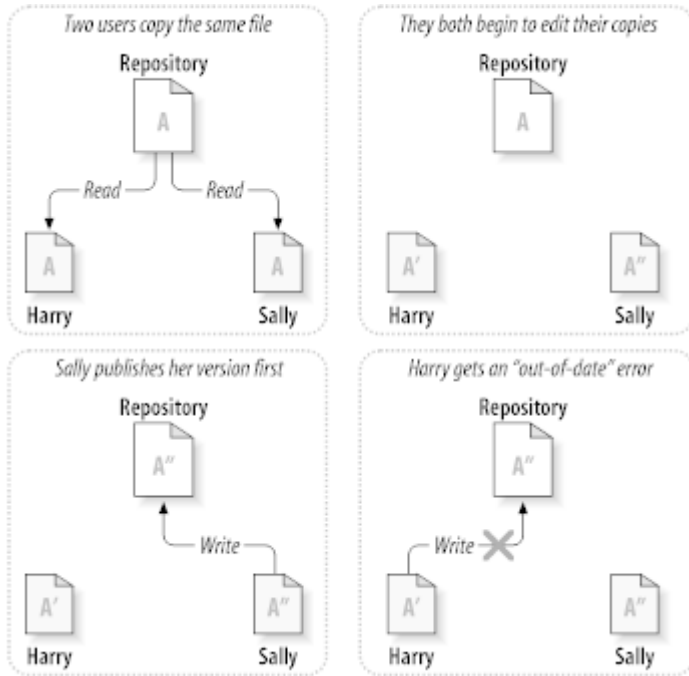 Two users copy the same file
Repository
A
Read
Read
A
A
Harry
Sally
They both begin to edit their copies
Repository
A
A′
A″
Harry
Sally
Sally publishes her version first
Repository
A″
Write
A′
A″
Harry
Sally
Harry gets an “out-of-date” error
Repository
A″
Write
A′
A″
Harry
Sally